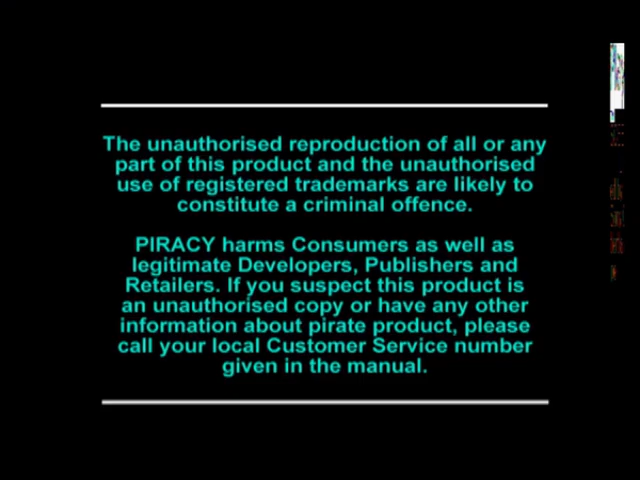 The unauthorised reproduction of all or any
part of this product and the unauthorised
use of registered trademarks are likely to
constitute a criminal offence.
PIRACY harms Consumers as well as
legitimate Developers, Publishers and
Retailers. If you suspect this product is
an unauthorised copy or have any other
information about pirate product, please
call your local Customer Service number
given in the manual.